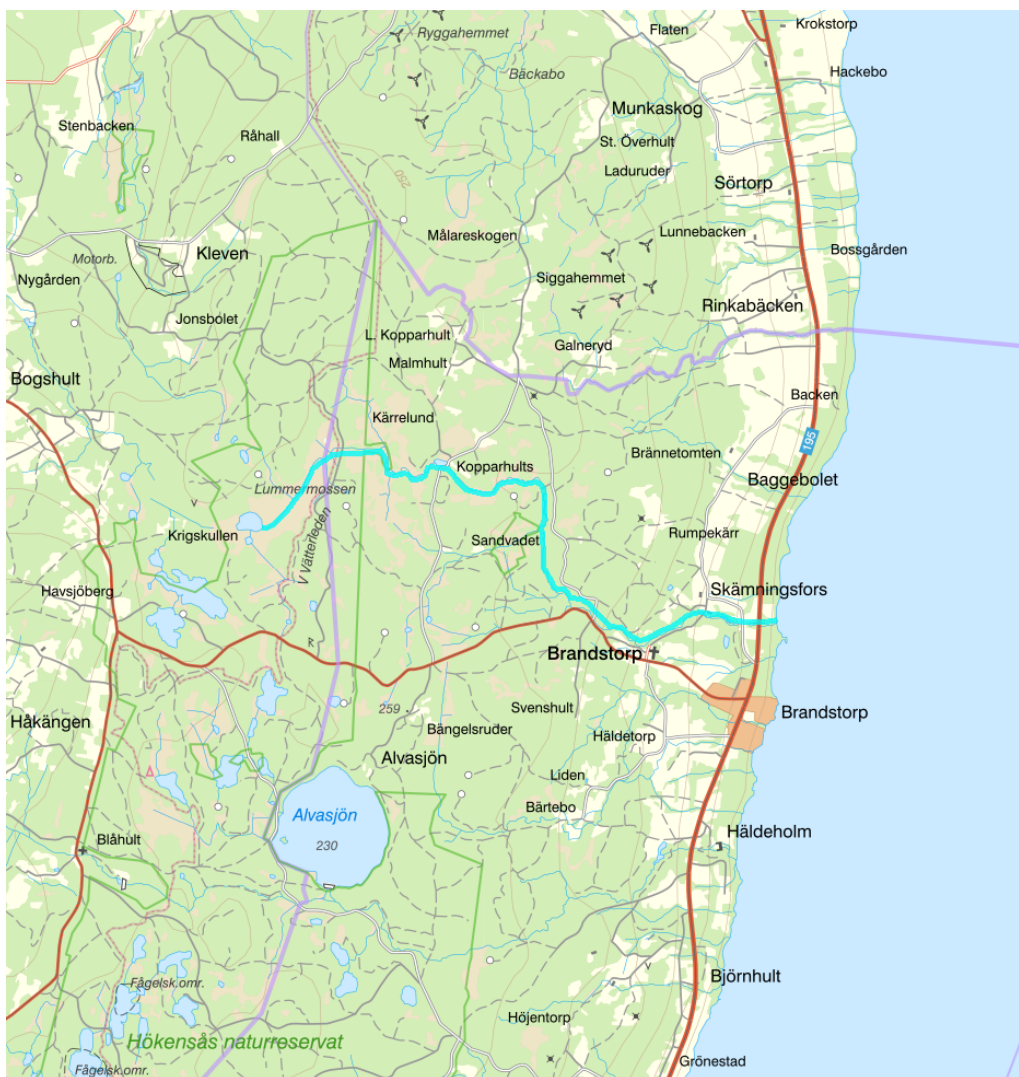 Krokstorp
Flaten
Ryggahemmet
Hackebo
Bäckabo
Munkaskog
Stenbacken
Råhall
St. Överhult
Laduruder
250
Sörtorp
Målareskogen
Lunnebacken
Kleven
Bossgården
Motorb.
Nygården
Siggahemmet
Rinkabäcken
Jonsbolet
L. Kopparhult
Galneryd
Malmhult
Bogshult
Backen
Kärrelund
195
Brännetomten
Kopparhults
Baggebolet
Lummermossen
Krigskullen
Rumpekärr
Sandvadet
V Vätterleden
Havsjöberg
Skämningsfors
Brandstorp
259
Svenshult
Brandstorp
Håkängen
Bängelsruder
Häldetorp
Alvasjön
Liden
Bärtebo
Alvasjön
Häldeholm
Blåhult
230
Björnhult
Fågelsk.omr.
Höjentorp
Hökensås naturreservat
Grönestad
Fågelsk.omr.